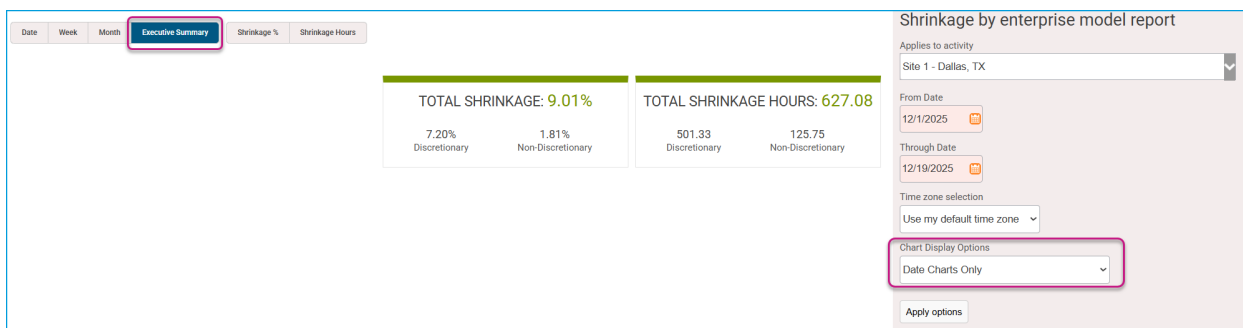 Date Week Month Executive Summary Shrinkage % Shrinkage Hours
TOTAL SHRINKAGE: 9.01%
7.20% 1.81%
Discretionary Non-Discretionary
TOTAL SHRINKAGE HOURS: 627.08
501.33 125.75
Discretionary Non-Discretionary
Shrinkage by enterprise model report
Applies to activity
Site 1 - Dallas, TX
From Date
12/1/2025
Through Date
12/19/2025
Time zone selection
Use my default time zone
Chart Display Options
Date Charts Only
Apply options